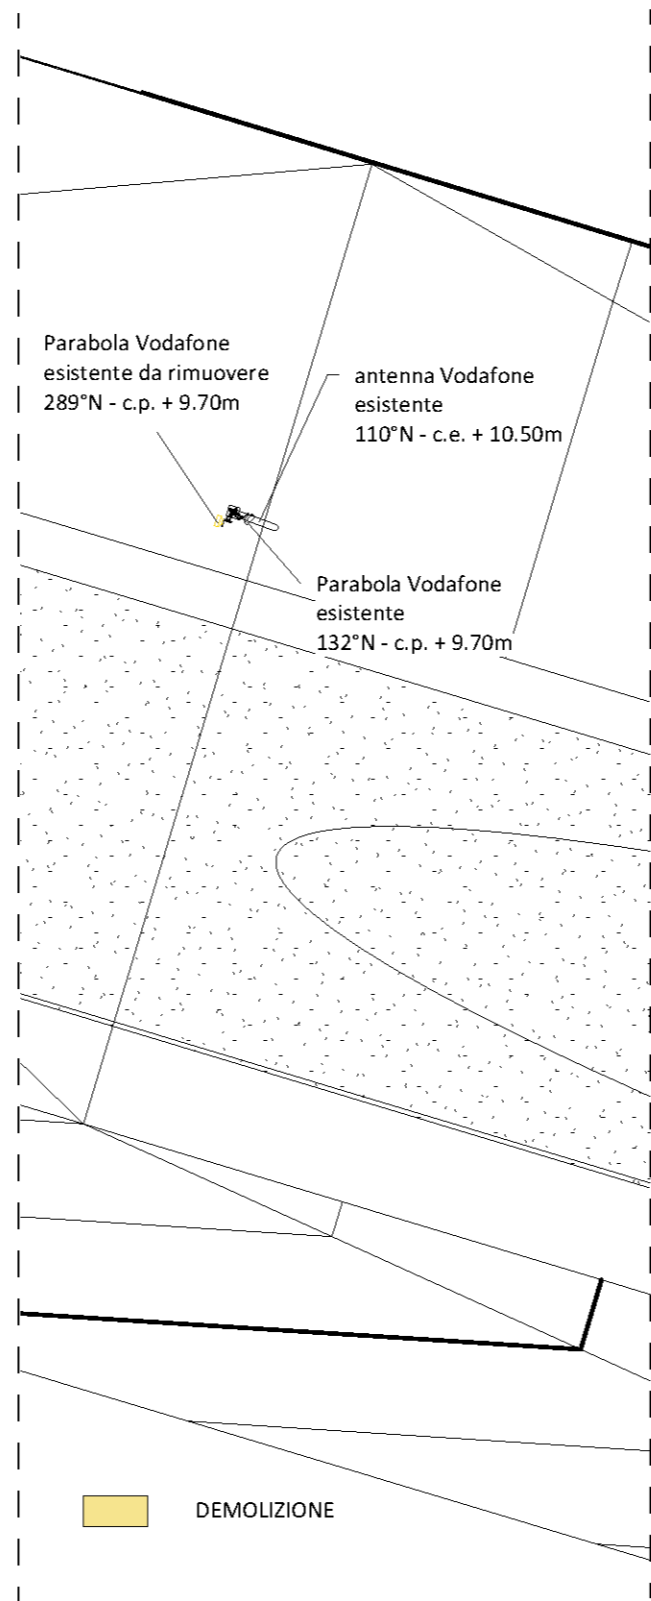 Parabola Vodafone
esistente da rimuovere
289°N - c.p. + 9.70m
antenna Vodafone
esistente
110°N - c.e. + 10.50m
Parabola Vodafone
esistente
132°N - c.p. + 9.70m
DEMOLIZIONE